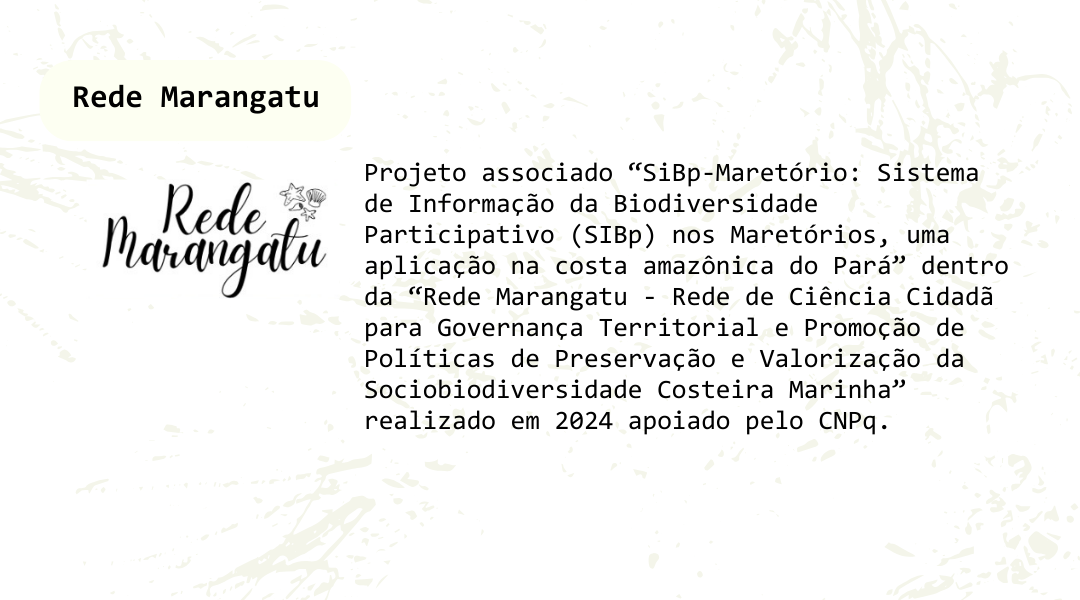 Rede Marangatu
Rede
Marangatu
Projeto associado “SiBp-Maretório: Sistema
de Informação da Biodiversidade
Participativo (SIBp) nos Maretórios, uma
aplicação na costa amazônica do Pará” dentro
da “Rede Marangatu - Rede de Ciência Cidadã
para Governança Territorial e Promoção de
Políticas de Preservação e Valorização da
Sociobiodiversidade Costeira Marinha”
realizado em 2024 apoiado pelo CNPq.